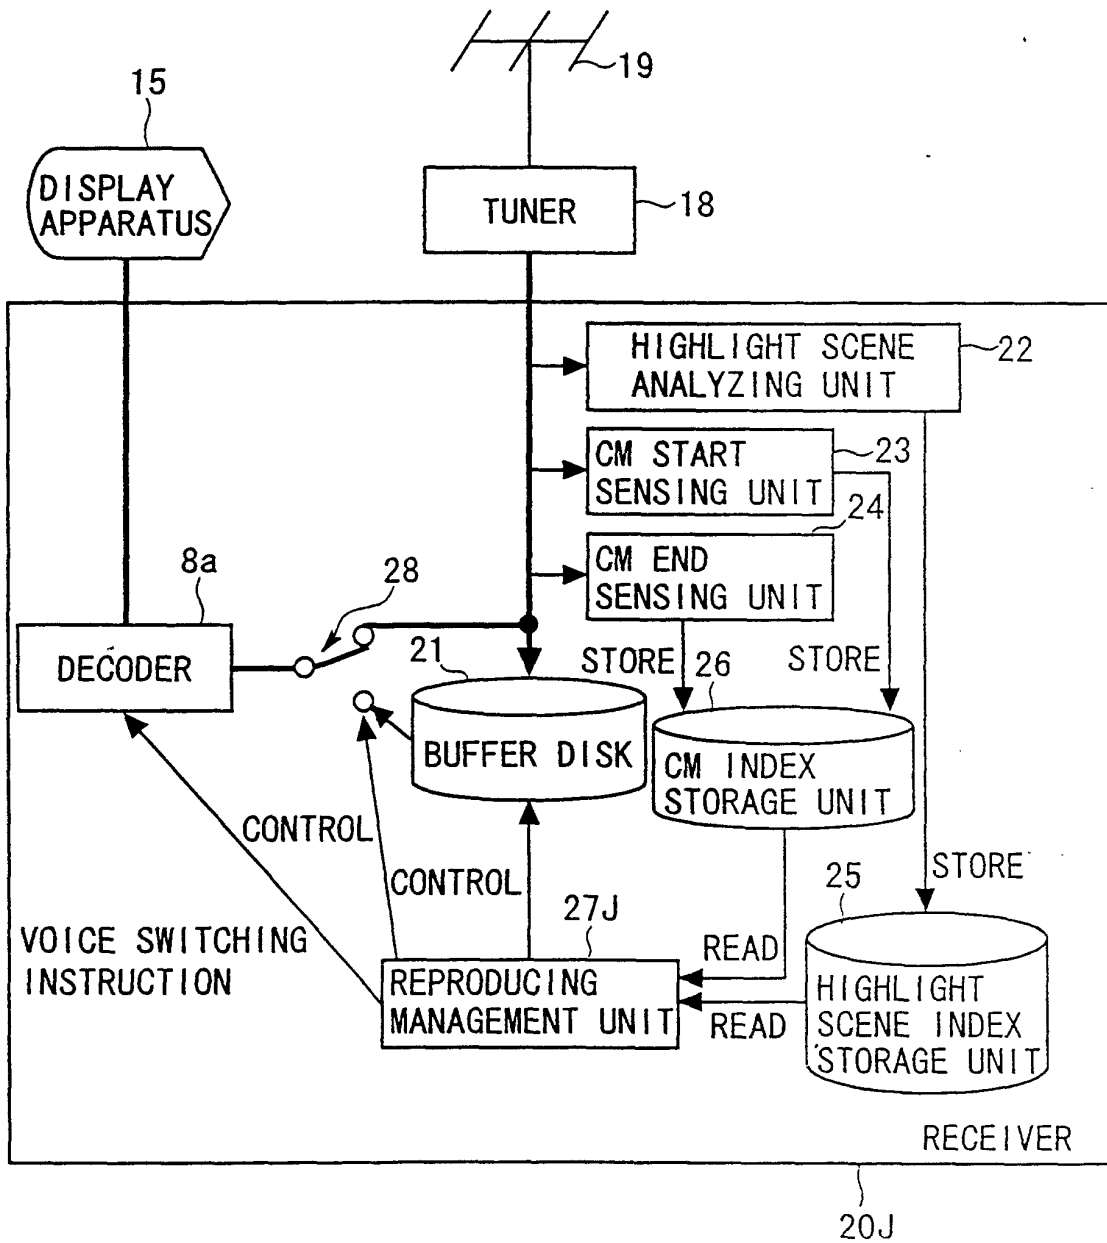 19
15
DISPLAY
APPARATUS
TUNER
18
HIGHLIGHT SCENE
ANALYZING UNIT
22
CM START
SENSING UNIT
23
24
CM END
SENSING UNIT
8a
28
DECODER
21
STORE
26
STORE
BUFFER DISK
CM INDEX
STORAGE UNIT
CONTROL
CONTROL
STORE
25
27J
VOICE SWITCHING
INSTRUCTION
READ
REPRODUCING
MANAGEMENT UNIT
READ
HIGHLIGHT
SCENE INDEX
STORAGE UNIT
RECEIVER
20J